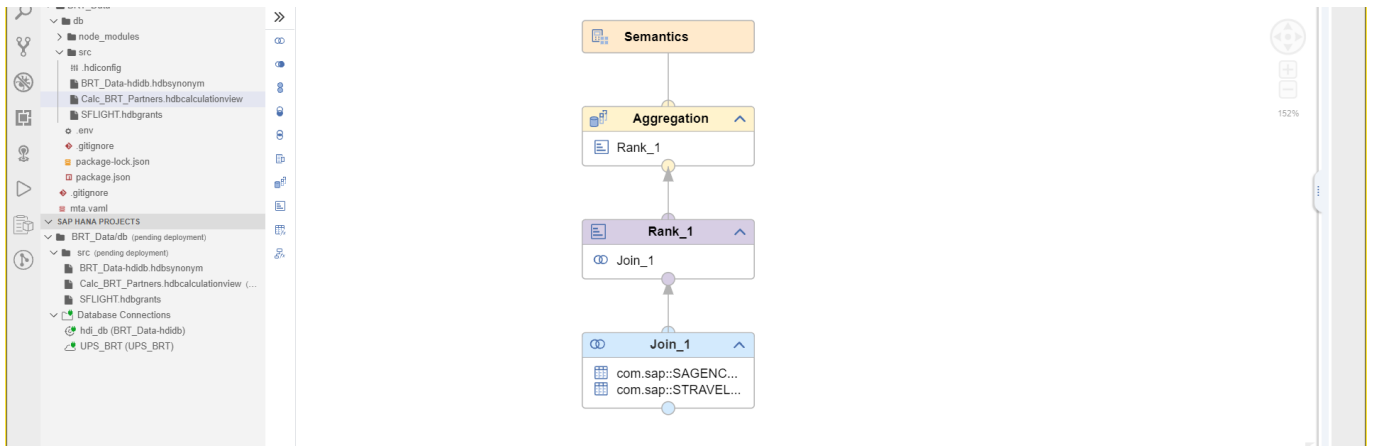 db
node_modules
src
.hdiconfig
BRT_Data-hdidb.hdbsynonym
Calc_BRT_Partners.hdbcalculationview
SFLIGHT.hdbgrants
.env
.gitignore
package-lock.json
package.json
.gitignore
mta.yaml
SAP HANA PROJECTS
BRT_Data/db (pending deployment)
src (pending deployment)
BRT_Data-hdidb.hdbsynonym
Calc_BRT_Partners.hdbcalculationview (...
SFLIGHT.hdbgrants
Database Connections
hdi_db (BRT_Data-hdidb)
UPS_BRT (UPS_BRT)
Semantics
Aggregation
Rank_1
Rank_1
Join_1
Join_1
com.sap::SAGENC...
com.sap::STRAVEL...
152%